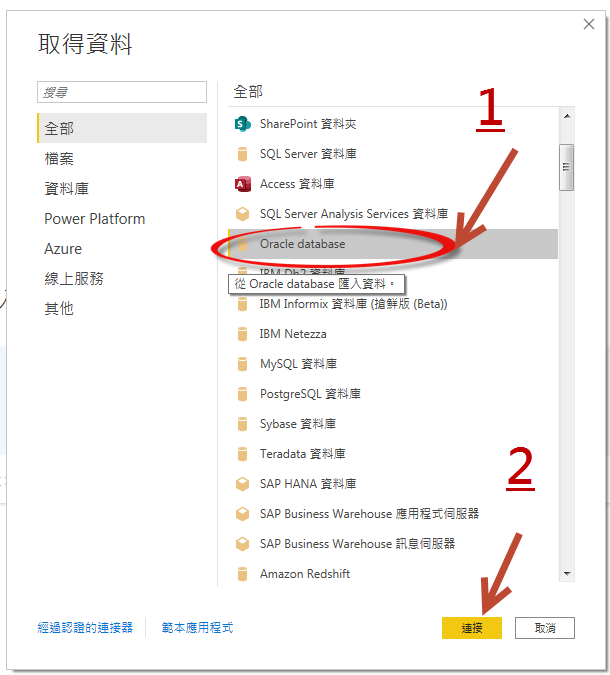 取得資料
搜尋
全部
檔案
資料庫
Power Platform
Azure
線上服務
其他
全部
SharePoint 資料夾
SQL Server 資料庫
Access 資料庫
SQL Server Analysis Services 資料庫
Oracle database
IBM Db2 資料庫
從 Oracle database 匯入資料。
IBM Informix 資料庫 (搶鮮版 (Beta))
IBM Netezza
MySQL 資料庫
PostgreSQL 資料庫
Sybase 資料庫
Teradata 資料庫
SAP HANA 資料庫
SAP Business Warehouse 應用程式伺服器
SAP Business Warehouse 訊息伺服器
Amazon Redshift
1
2
經過認證的連接器
範本應用程式
連接
取消